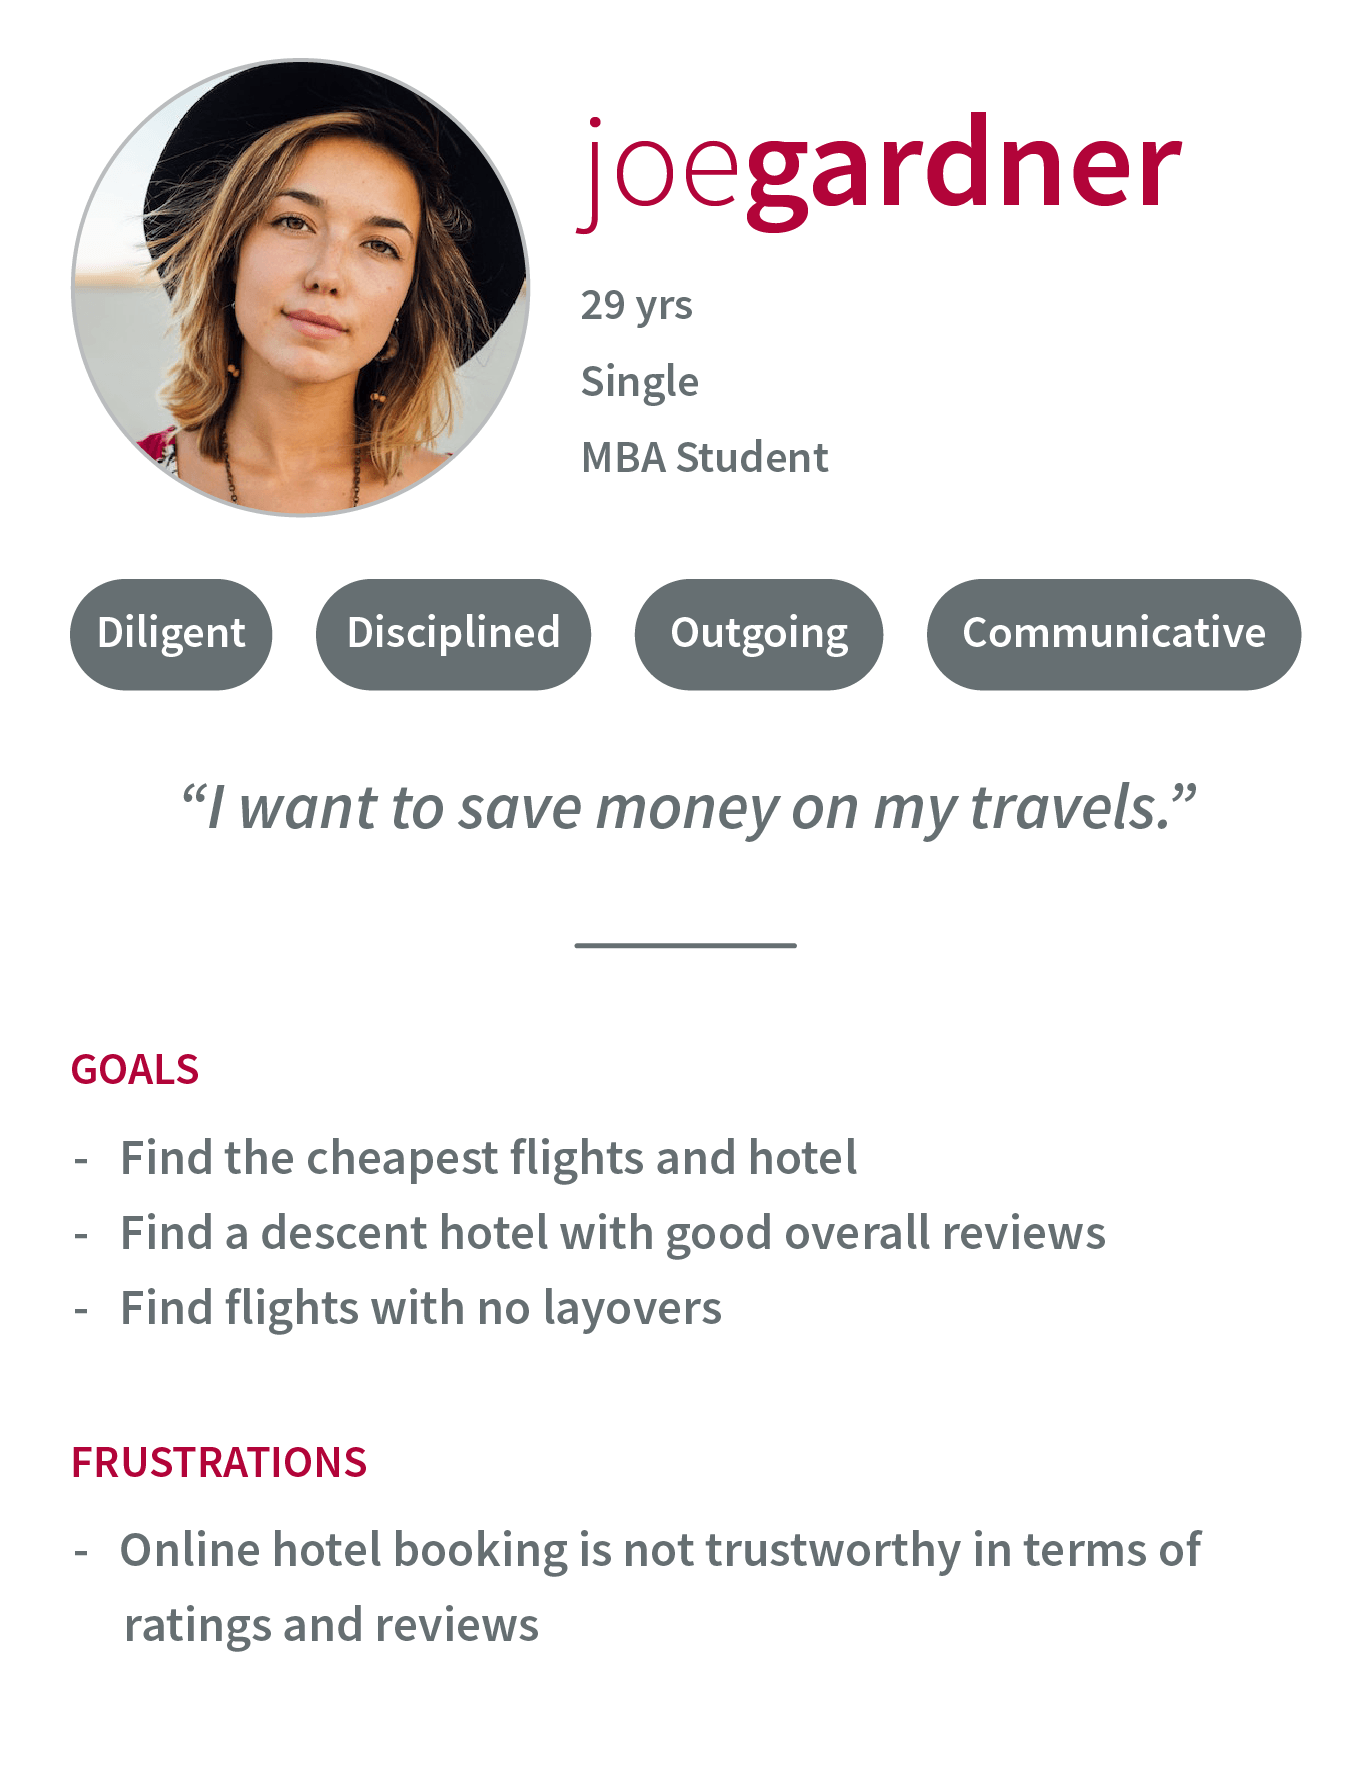 joegardner
29 yrs
Single
MBA Student
Diligent Disciplined Outgoing Communicative
“I want to save money on my travels.”
GOALS
- Find the cheapest flights and hotel
- Find a descent hotel with good overall reviews
- Find flights with no layovers
FRUSTRATIONS
- Online hotel booking is not trustworthy in terms of
ratings and reviews